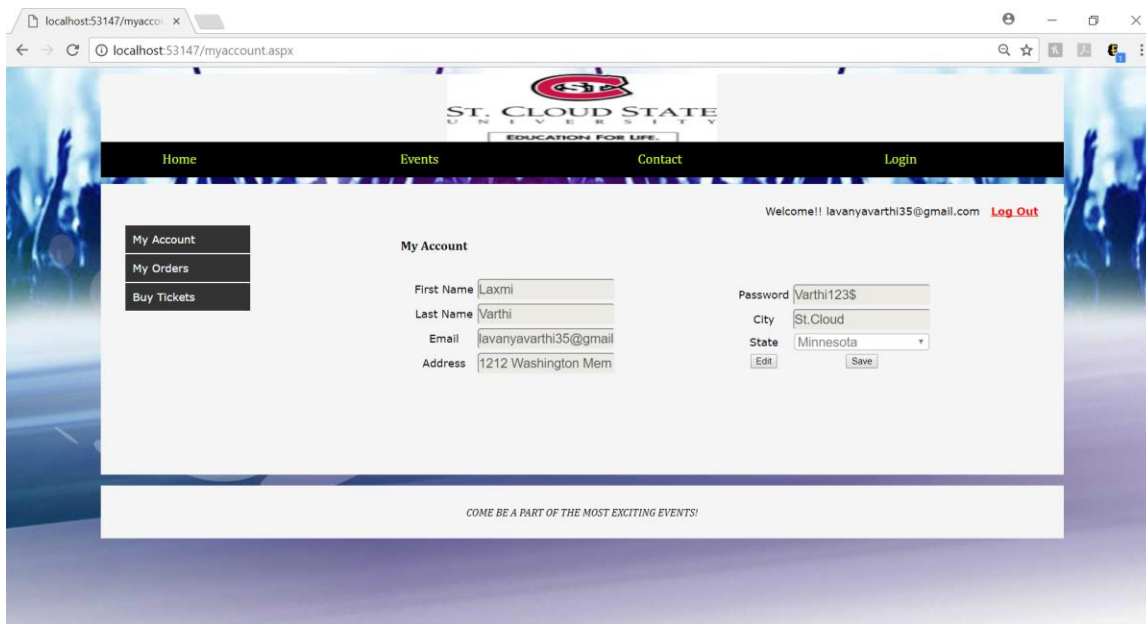 localhost:53147/myaccou
localhost:53147/myaccount.aspx
ST. CLOUD STATE
UNIVERSITY
EDUCATION FOR LIFE.
Home Events Contact Login
Welcome!! lavanyavarthi35@gmail.com Log Out
My Account
My Orders
Buy Tickets
My Account
First Name Laxmi
Last Name Varthi
Email lavanyavarthi35@gmail
Address 1212 Washington Mem
Password Varthi123$
City St.Cloud
State Minnesota
Edit Save
COME BE A PART OF THE MOST EXCITING EVENTS!